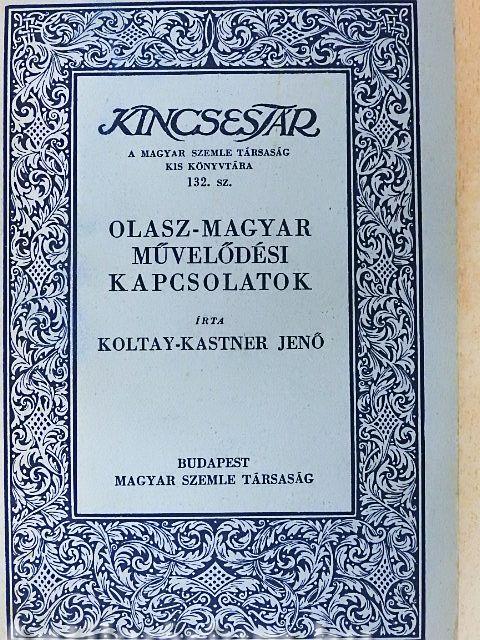 KINCSESTÁR
A MAGYAR SZEMLE TÁRSASÁG
KIS KÖNYVTÁRA
132. SZ.
OLASZ-MAGYAR
MŰVELŐDÉSI
KAPCSOLATOK
ÍRTA
KOLTAY-KASTNER JENŐ
BUDAPEST
MAGYAR SZEMLE TÁRSASÁG